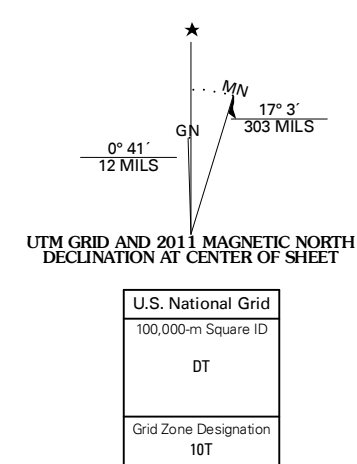 MN
GN
17° 3´
303 MILS
0° 41´
12 MILS
UTM GRID AND 2011 MAGNETIC NORTH
DECLINATION AT CENTER OF SHEET
U.S. National Grid
100,000-m Square ID
DT
Grid Zone Designation
10T